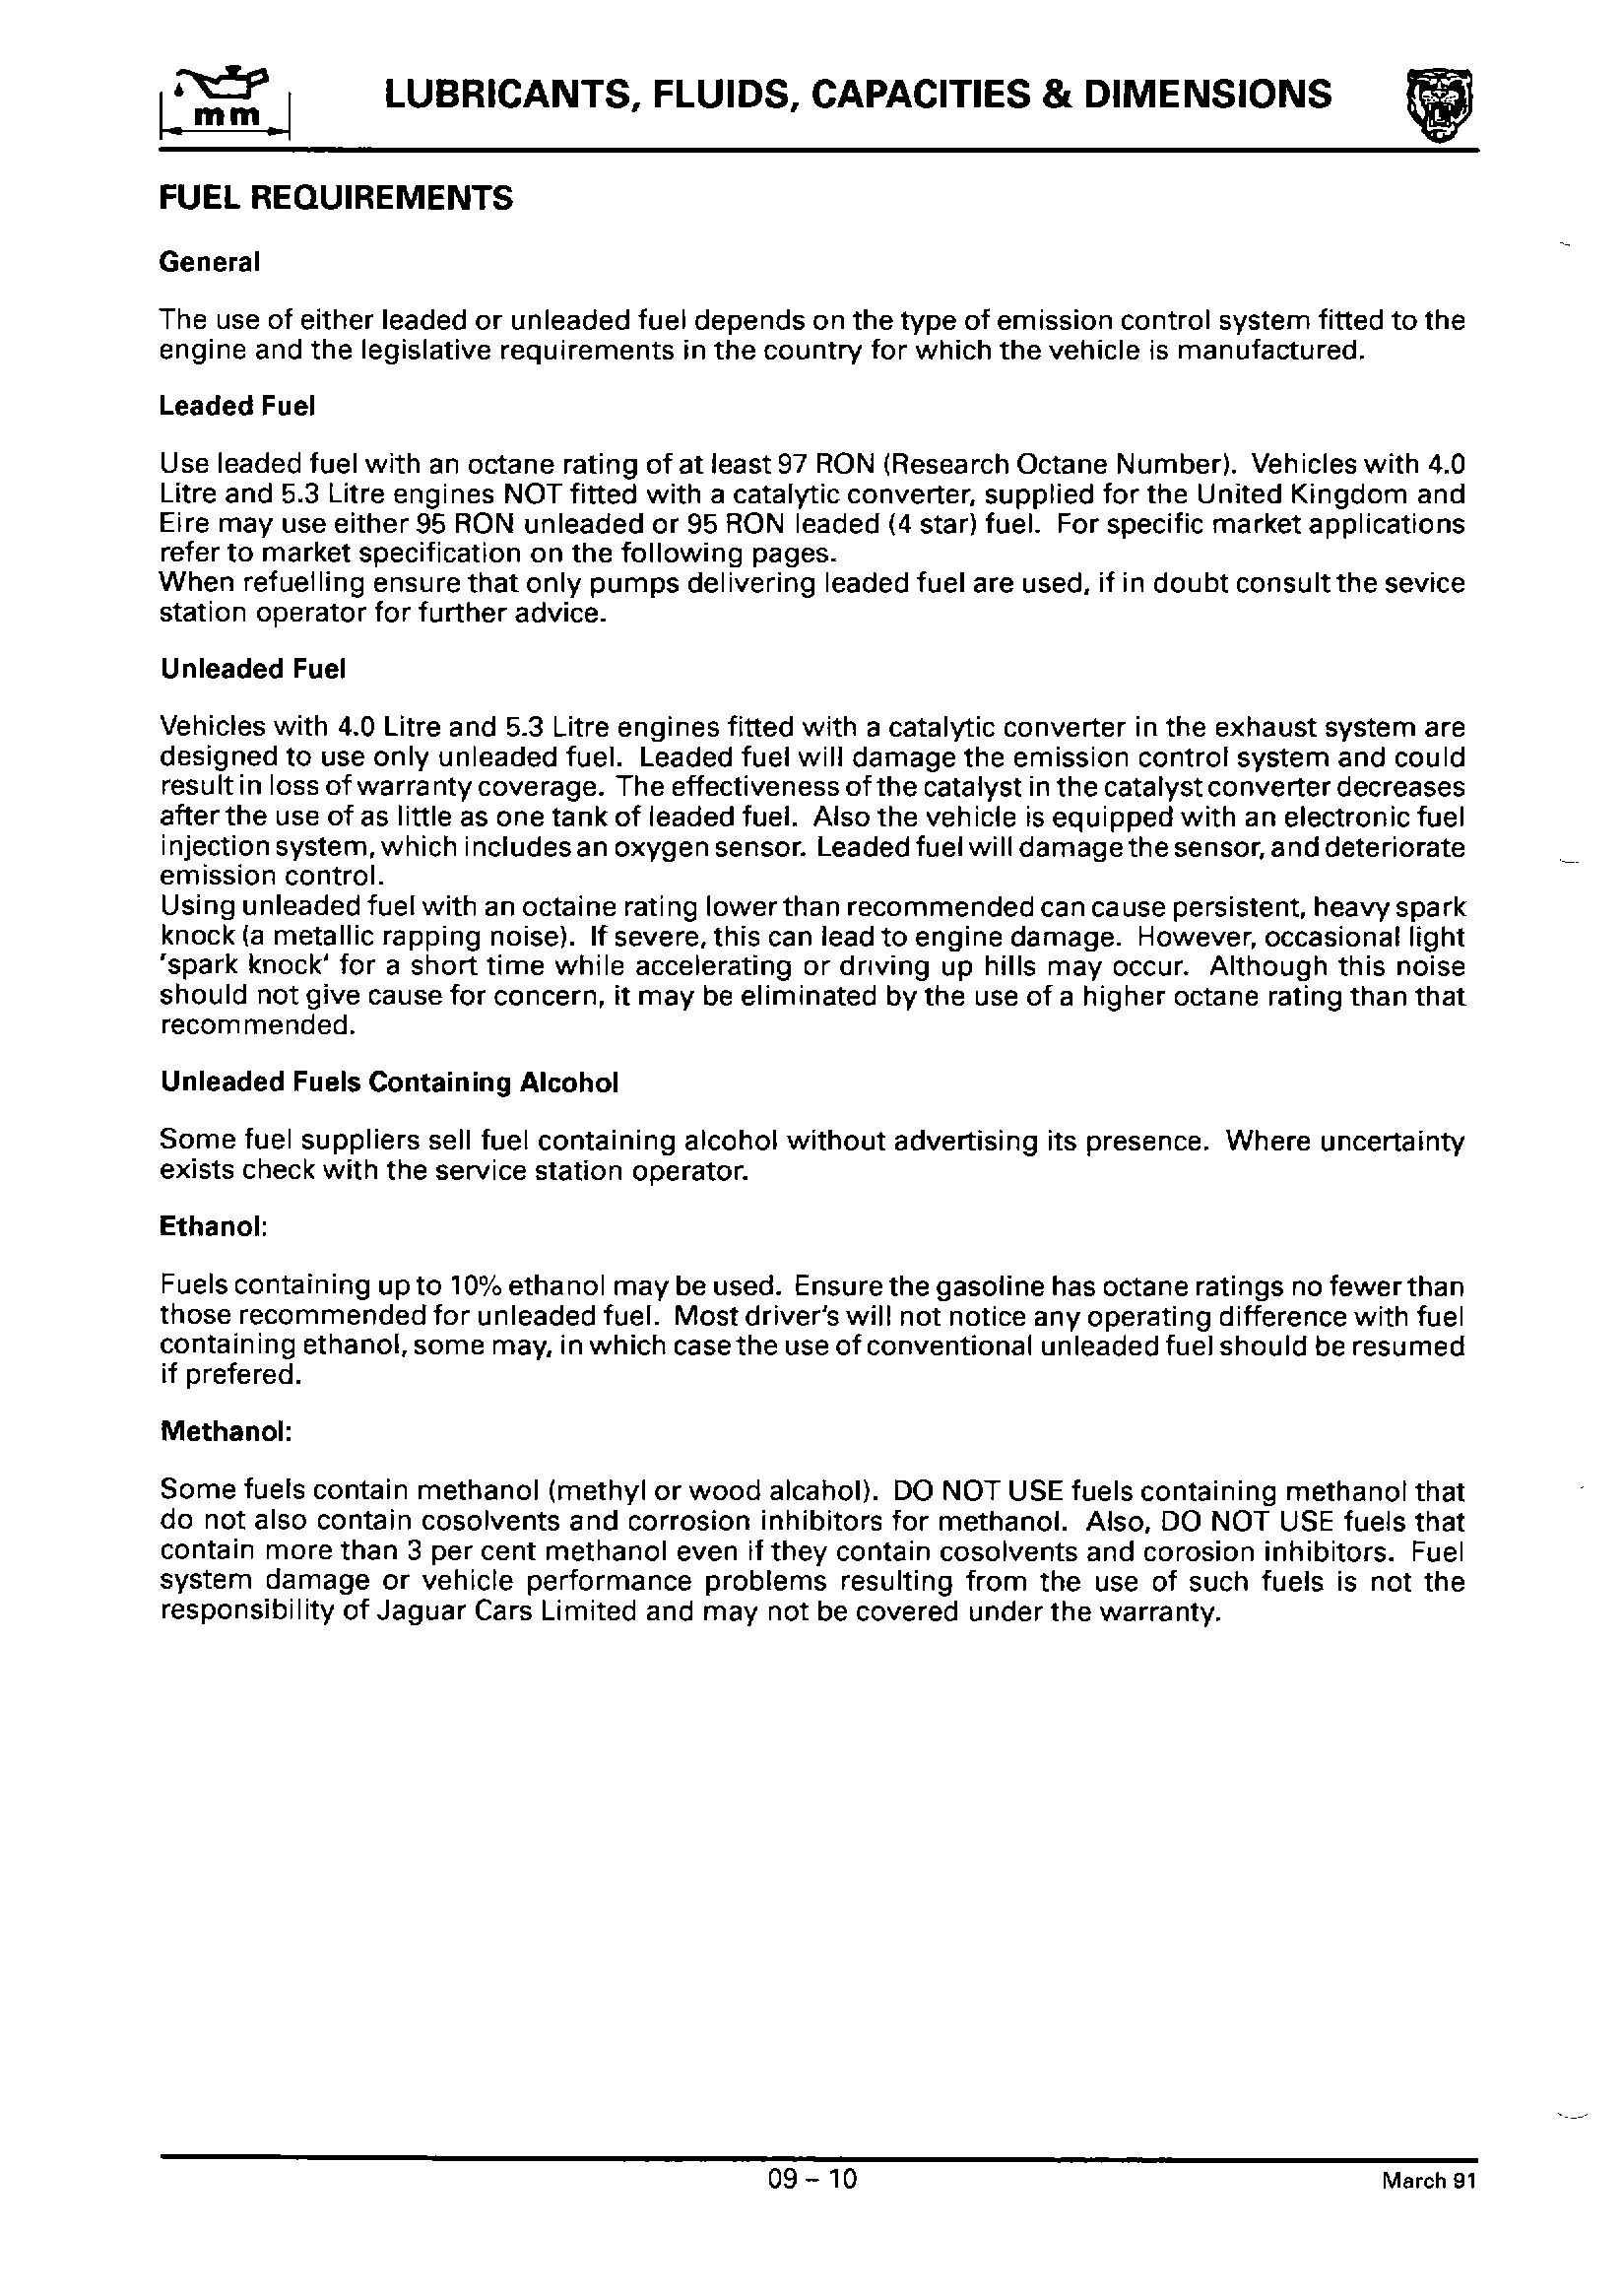 mm
LUBRICANTS, FLUIDS, CAPACITIES & DIMENSIONS
FUEL REQUIREMENTS
General
The use of either leaded or unleaded fuel depends on the type of emission control system fitted to the
engine and the legislative requirements in the country for which the vehicle is manufactured.
Leaded Fuel
Use leaded fuel with an octane rating of at least 97 RON (Research Octane Number). Vehicles with 4.0
Litre and 5.3 Litre engines NOT fitted with a catalytic converter, supplied for the United Kingdom and
Eire may use either 95 RON unleaded or 95 RON leaded (4 star) fuel. For specific market applications
refer to market specification on the following pages.
When refuelling ensure that only pumps delivering leaded fuel are used, if in doubt consult the sevice
station operator for further advice.
Unleaded Fuel
Vehicles with 4.0 Litre and 5.3 Litre engines fitted with a catalytic converter in the exhaust system are
designed to use only unleaded fuel. Leaded fuel will damage the emission control system and could
result in loss of warranty coverage. The effectiveness of the catalyst in the catalyst converter decreases
after the use of as little as one tank of leaded fuel. Also the vehicle is equipped with an electronic fuel
injection system, which includes an oxygen sensor. Leaded fuel will damage the sensor, and deteriorate
emission control.
Using unleaded fuel with an octaine rating lower than recommended can cause persistent, heavy spark
knock (a metallic rapping noise). If severe, this can lead to engine damage. However, occasional light
'spark knock' for a short time while accelerating or driving up hills may occur. Although this noise
should not give cause for concern, it may be eliminated by the use of a higher octane rating than that
recommended.
Unleaded Fuels Containing Alcohol
Some fuel suppliers sell fuel containing alcohol without advertising its presence. Where uncertainty
exists check with the service station operator.
Ethanol:
Fuels containing up to 10% ethanol may be used. Ensure the gasoline has octane ratings no fewer than
those recommended for unleaded fuel. Most driver's will not notice any operating difference with fuel
containing ethanol, some may, in which case the use of conventional unleaded fuel should be resumed
if prefered.
Methanol:
Some fuels contain methanol (methyl or wood alcahol). DO NOT USE fuels containing methanol that
do not also contain cosolvents and corrosion inhibitors for methanol. Also, DO NOT USE fuels that
contain more than 3 per cent methanol even if they contain cosolvents and corosion inhibitors. Fuel
system damage or vehicle performance problems resulting from the use of such fuels is not the
responsibility of Jaguar Cars Limited and may not be covered under the warranty.
09 – 10
March 91